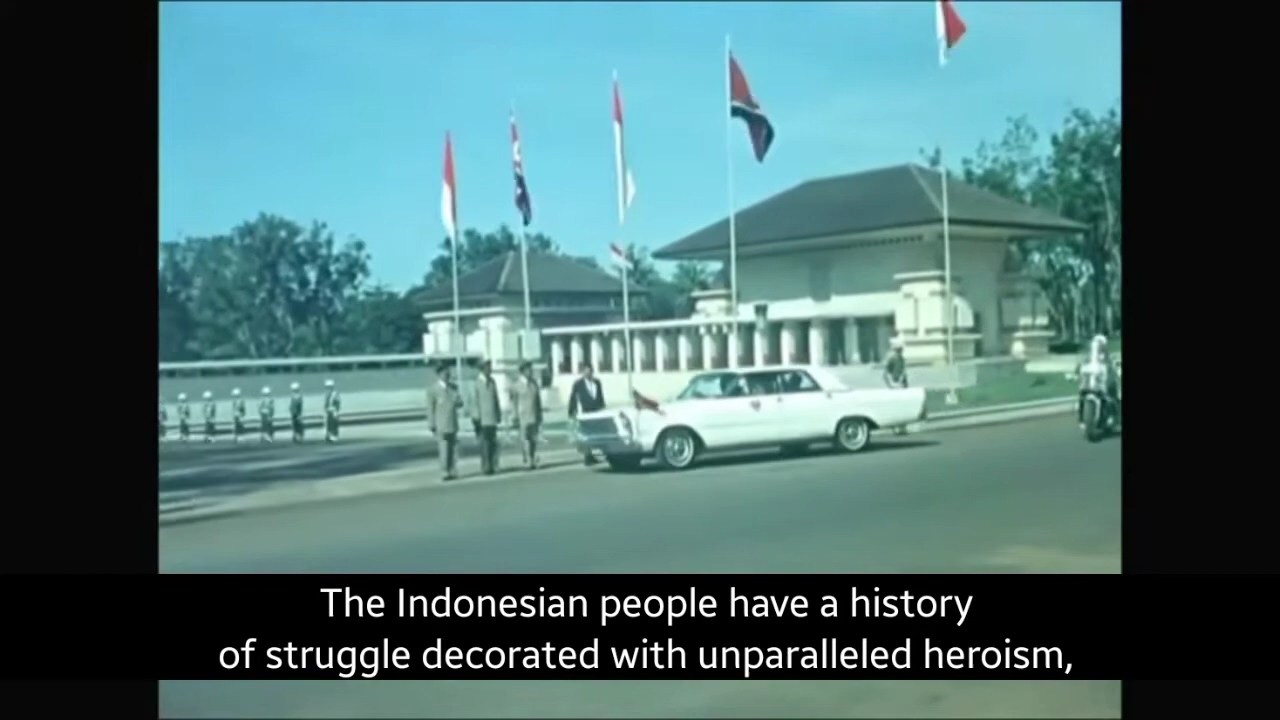 The Indonesian people have a history
of struggle decorated with unparalleled heroism,